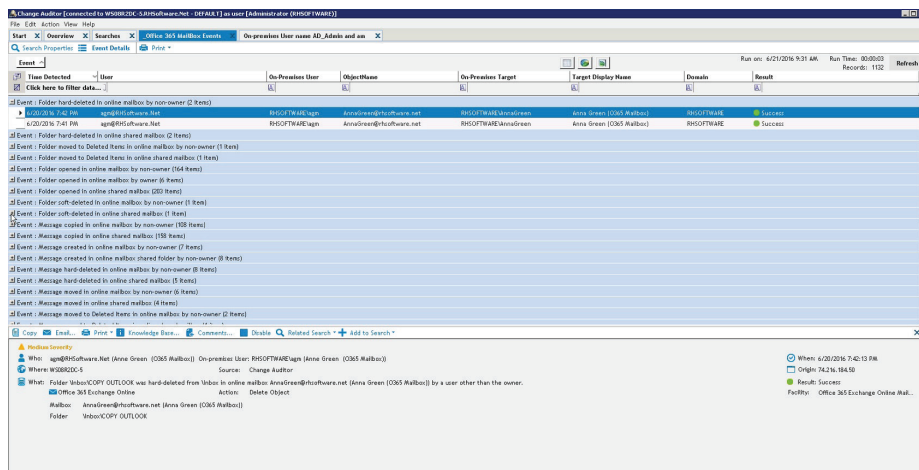 Change Auditor [connected to WS08R2DC-5.RHSoftware.Net - DEFAULT] as user [Administrator (RHSOFTWARE)]
File Edit Action View Help
Start X Overview X Searches X _Office 365 MailBox Events X On-premises User name AD_Admin and am X
Search Properties Event Details Print
Event
Run on: 6/21/2016 9:31 AM Run Time: 00:00:03 Refresh
Records: 1132
Time Detected User On-Premises User ObjectName On-Premises Target Target Display Name Domain Result
Click here to filter data...
Event : Folder hard-deleted in online mailbox by non-owner (2 items)
6/20/2016 7:42 PM agm@RHSoftware.Net RHSOFTWARE\agm AnnaGreen@rhsoftware.net RHSOFTWARE\AnnaGreen Anna Green (O365 Mailbox) RHSOFTWARE Success
6/20/2016 7:41 PM agm@RHSoftware.Net RHSOFTWARE\agm AnnaGreen@rhsoftware.net RHSOFTWARE\AnnaGreen Anna Green (O365 Mailbox) RHSOFTWARE Success
Event : Folder hard-deleted in online shared mailbox (2 items)
Event : Folder moved to Deleted Items in online mailbox by non-owner (1 item)
Event : Folder moved to Deleted Items in online shared mailbox (1 item)
Event : Folder opened in online mailbox by non-owner (164 items)
Event : Folder opened in online mailbox by owner (6 items)
Event : Folder opened in online shared mailbox (203 items)
Event : Folder soft-deleted in online mailbox by non-owner (1 item)
Event : Folder soft-deleted in online shared mailbox (1 item)
Event : Message copied in online mailbox by non-owner (108 items)
Event : Message copied in online shared mailbox (158 items)
Event : Message created in online mailbox by non-owner (7 items)
Event : Message created in online mailbox shared folder by non-owner (8 items)
Event : Message hard-deleted in online mailbox by non-owner (8 items)
Event : Message hard-deleted in online shared mailbox (5 items)
Event : Message moved in online mailbox by non-owner (6 items)
Event : Message moved in online shared mailbox (4 items)
Event : Message moved to Deleted Items in online mailbox by non-owner (2 items)
Copy Email... Print Knowledge Base... Comments... Disable Related Search Add to Search X
Medium Severity
Who: agm@RHSoftware.Net (Anne Green (O365 Mailbox)) On-premises User: RHSOFTWARE\agm (Anne Green (O365 Mailbox)) When: 6/20/2016 7:42:13 PM
Where: WS08R2DC-5 Source: Change Auditor Origin: 74.216.184.50
What: Folder \Inbox\COPY OUTLOOK was hard-deleted from \Inbox in online mailbox AnnaGreen@rhsoftware.net (Anna Green (O365 Mailbox)) by a user other than the owner. Result: Success
Office 365 Exchange Online Action: Delete Object Facility: Office 365 Exchange Online Mail...
Mailbox AnnaGreen@rhsoftware.net (Anna Green (O365 Mailbox))
Folder \Inbox\COPY OUTLOOK